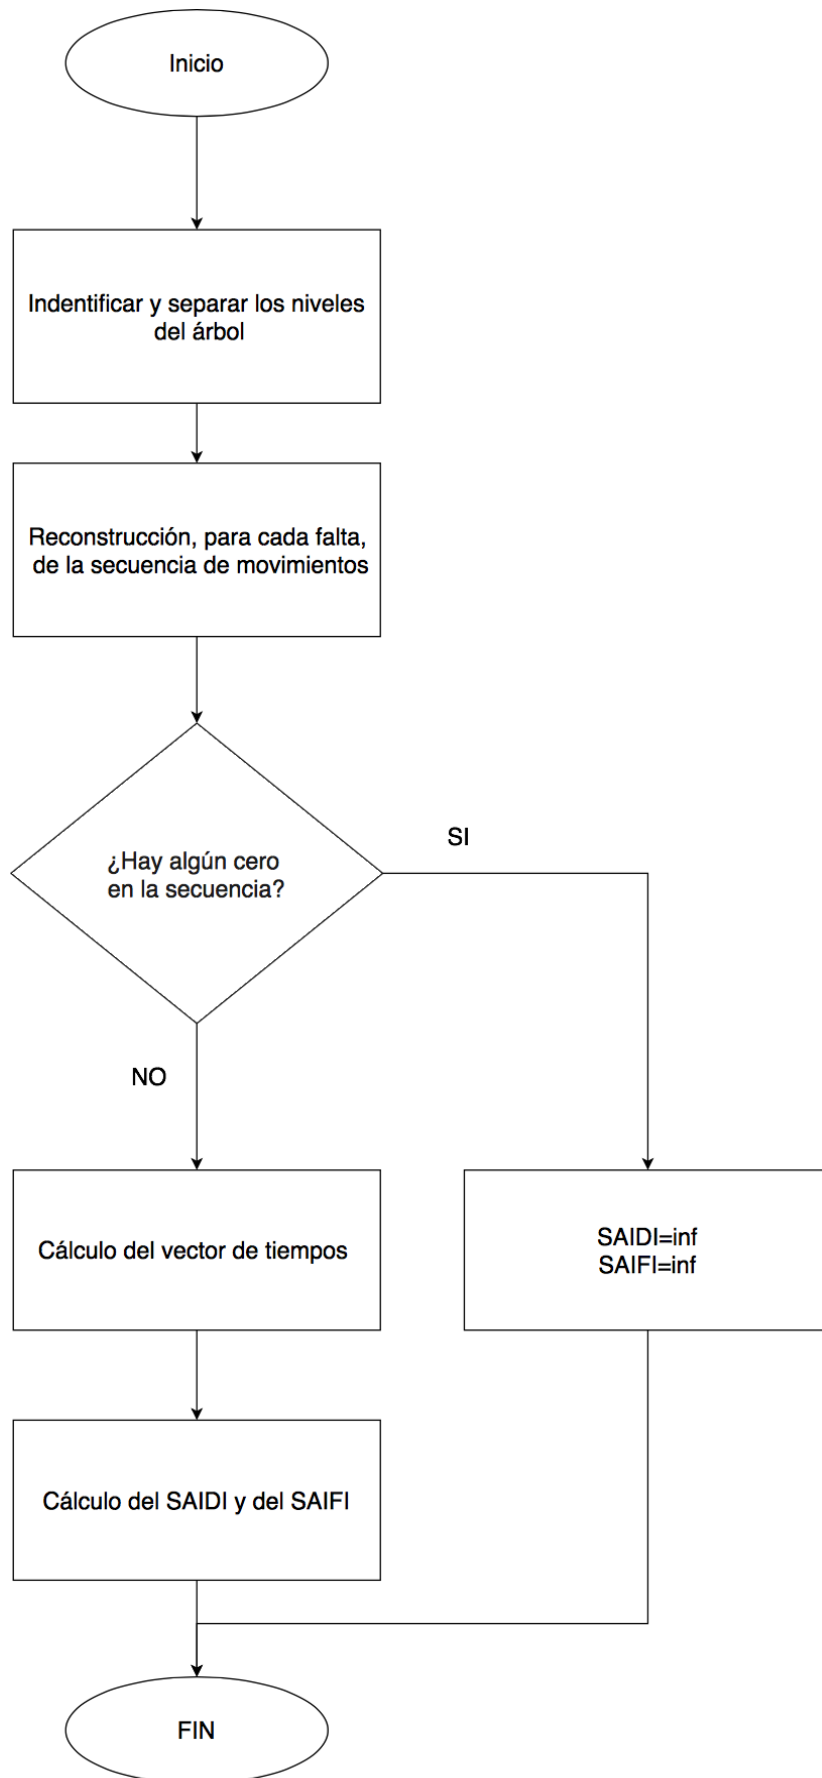 Inicio
Indentificar y separar los niveles
del árbol
Reconstrucción, para cada falta,
de la secuencia de movimientos
¿Hay algún cero
en la secuencia?
SI
NO
Cálculo del vector de tiempos
SAIDI=inf
SAIFI=inf
Cálculo del SAIDI y del SAIFI
FIN